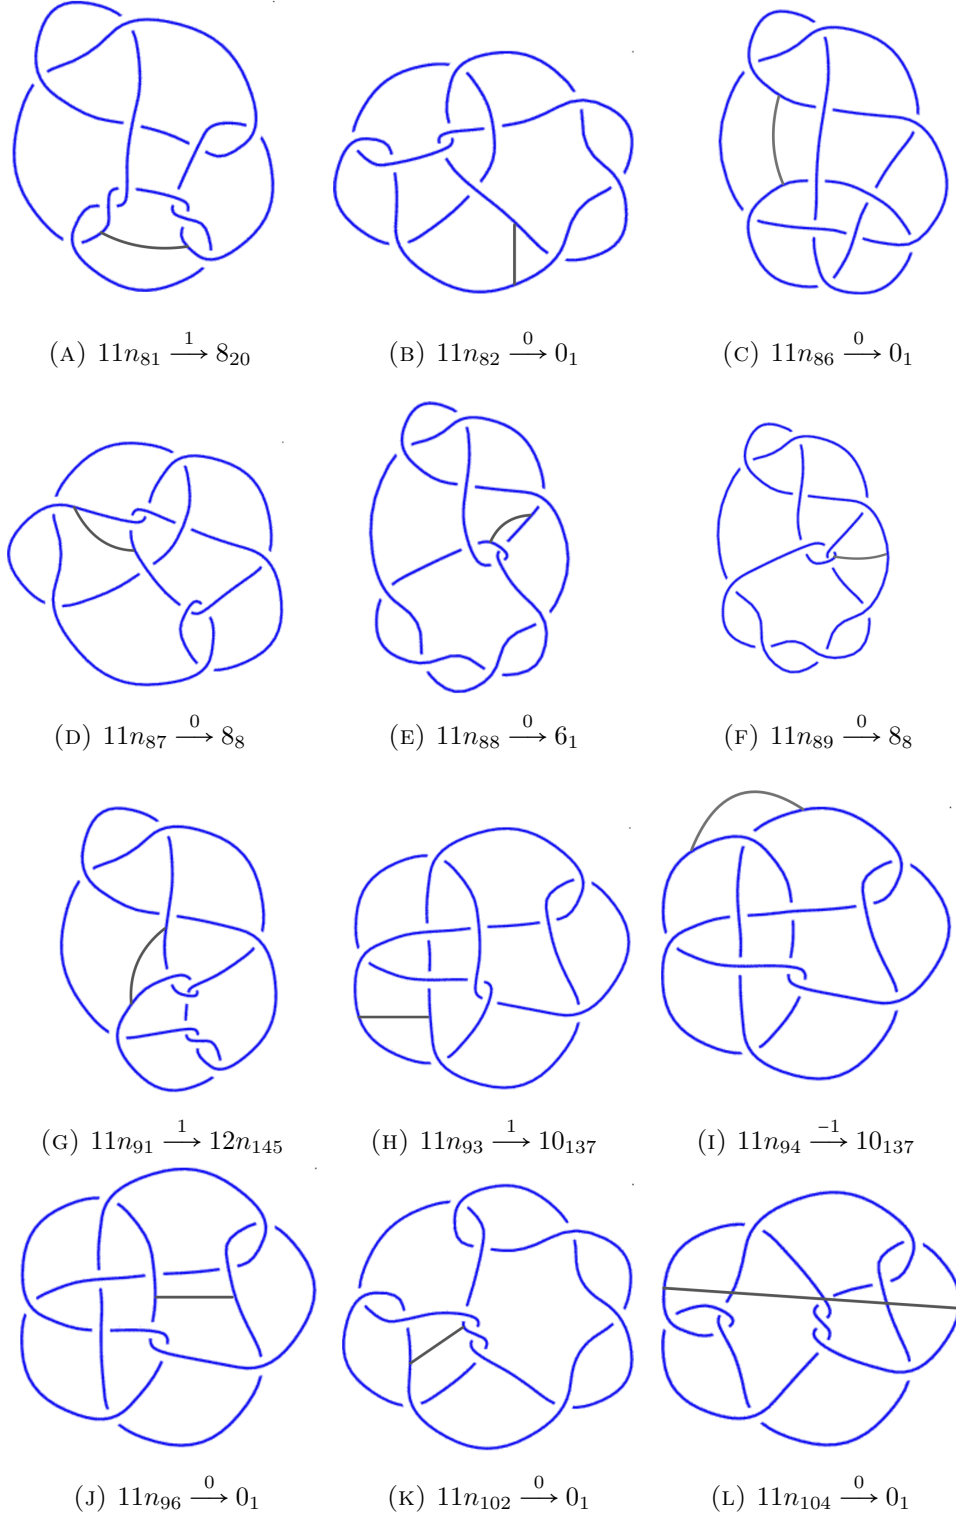 (A) 11n₈₁ —1→ 8₂₀
(B) 11n₈₂ —0→ 0₁
(C) 11n₈₆ —0→ 0₁
(D) 11n₈₇ —0→ 8₈
(E) 11n₈₈ —0→ 6₁
(F) 11n₈₉ —0→ 8₈
(G) 11n₉₁ —1→ 12n₁₄₅
(H) 11n₉₃ —1→ 10₁₃₇
(I) 11n₉₄ —−1→ 10₁₃₇
(J) 11n₉₆ —0→ 0₁
(K) 11n₁₀₂ —0→ 0₁
(L) 11n₁₀₄ —0→ 0₁